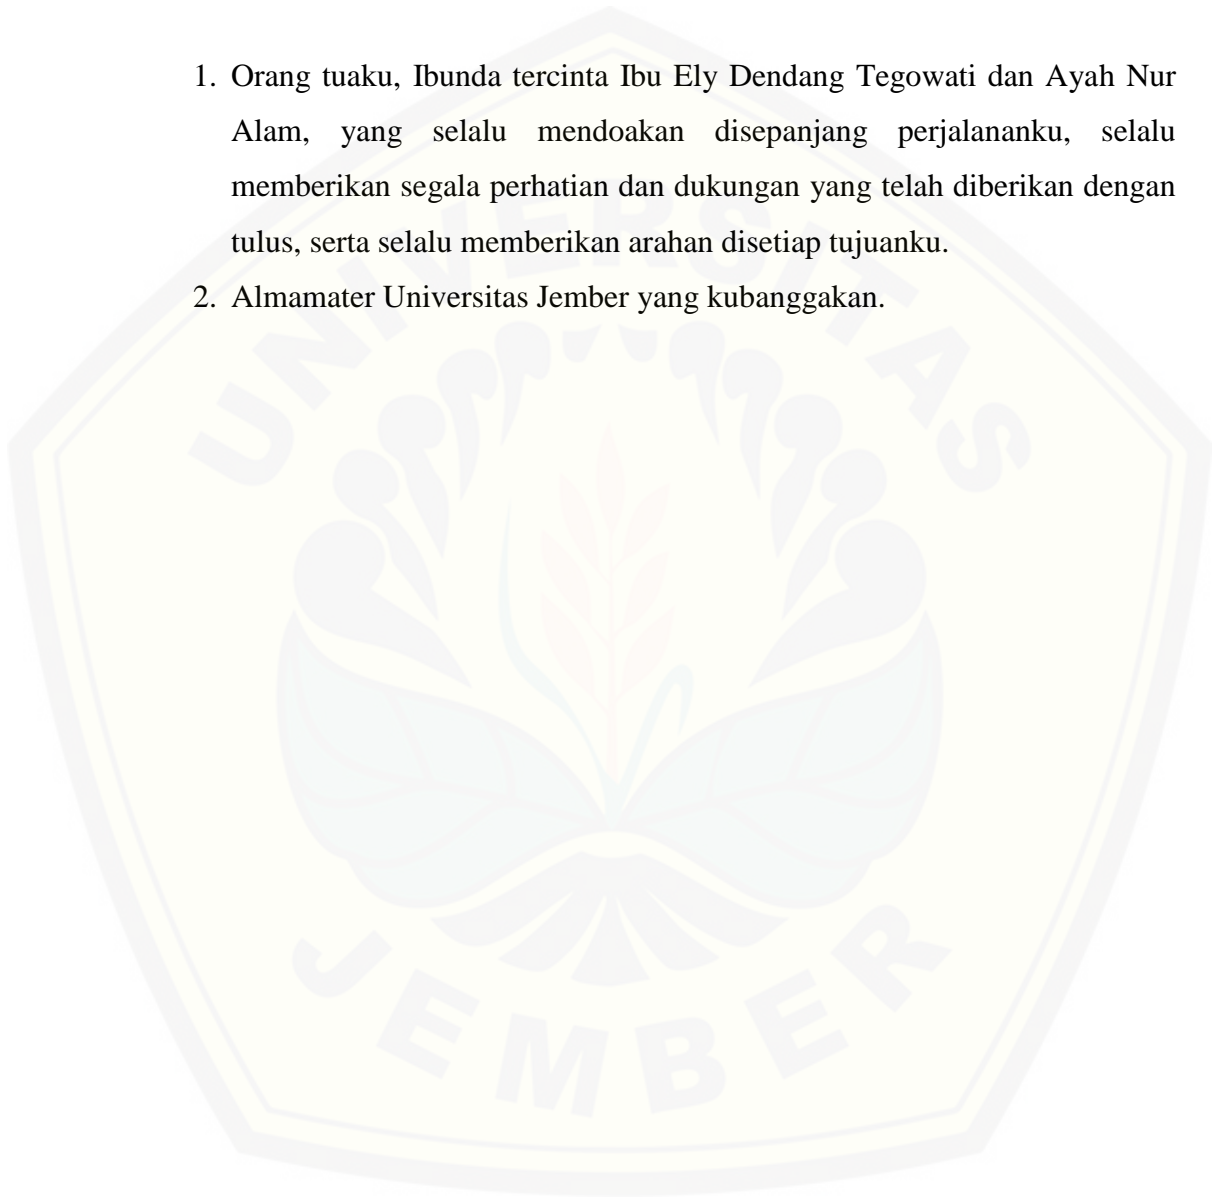 1. Orang tuaku, Ibunda tercinta Ibu Ely Dendang Tegowati dan Ayah Nur
Alam, yang selalu mendoakan disepanjang perjalananku, selalu
memberikan segala perhatian dan dukungan yang telah diberikan dengan
tulus, serta selalu memberikan arahan disetiap tujuanku.
2. Almamater Universitas Jember yang kubanggakan.
UNIVERSITAS
JEMBER